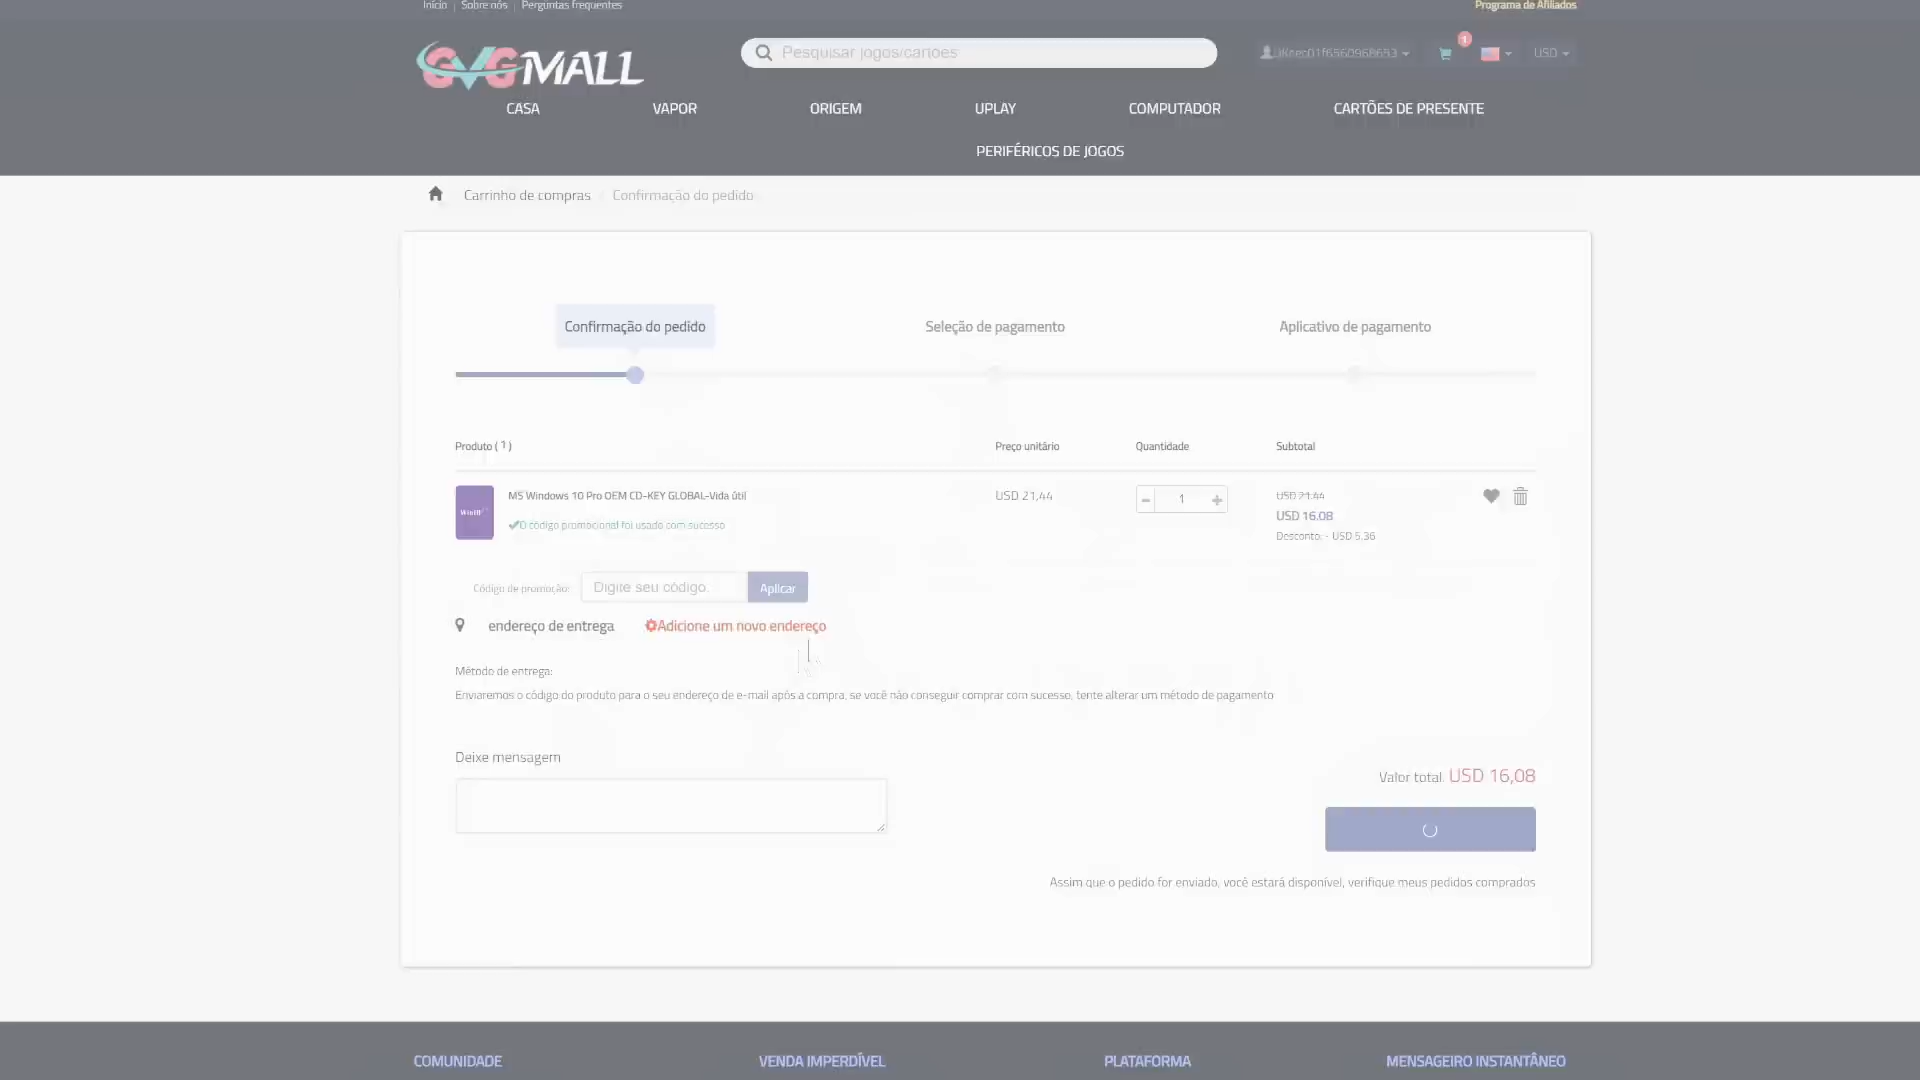 Início Sobre nós Perguntas frequentes Programa de Afiliados
GVGMALL
Pesquisar jogos/cartões
USD
1
CASA VAPOR ORIGEM UPLAY COMPUTADOR CARTÕES DE PRESENTE
PERIFÉRICOS DE JOGOS
Carrinho de compras Confirmação do pedido
Confirmação do pedido Seleção de pagamento Aplicativo de pagamento
Produto ( 1 ) Preço unitário Quantidade Subtotal
MS Windows 10 Pro OEM CD-KEY GLOBAL-Vida útil USD 21,44 1 USD 21,44
USD 16,08
O código promocional foi usado com sucesso
Desconto: - USD 5,36
Código de promoção: Digite seu código. Aplicar
endereço de entrega Adicione um novo endereço
Método de entrega:
Enviaremos o código do produto para o seu endereço de e-mail após a compra, se você não conseguir comprar com sucesso, tente alterar um método de pagamento
Deixe mensagem
Valor total: USD 16,08
Assim que o pedido for enviado, você estará disponível, verifique meus pedidos comprados
COMUNIDADE VENDA IMPERDÍVEL PLATAFORMA MENSAGEIRO INSTANTÂNEO